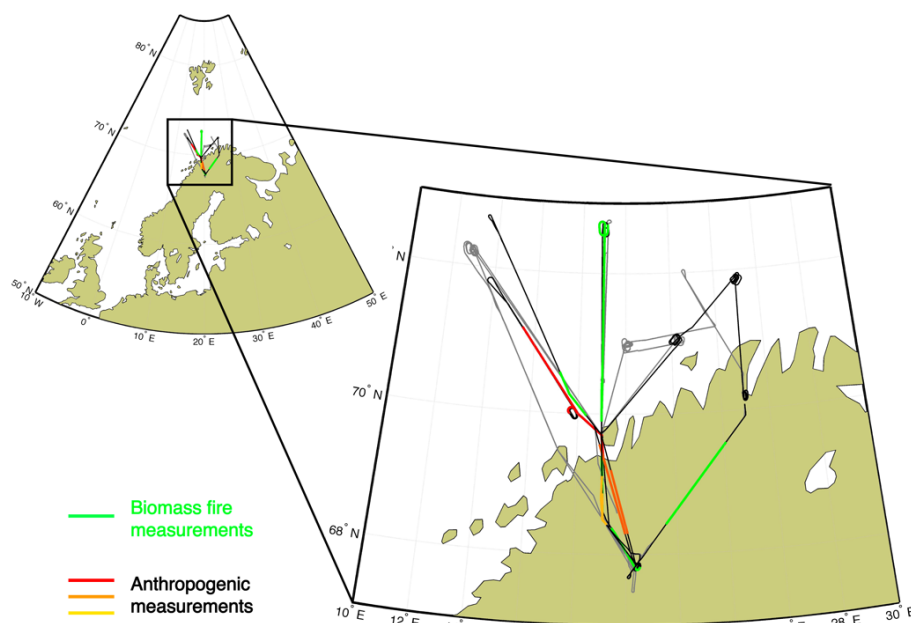 80° N
70° N
60° N
50° N
10° W
0°
10° E
20° E
30° E
40° E
50° E
N
70° N
68° N
10° E
12° E
28° E
30° E
Biomass fire
measurements
Anthropogenic
measurements